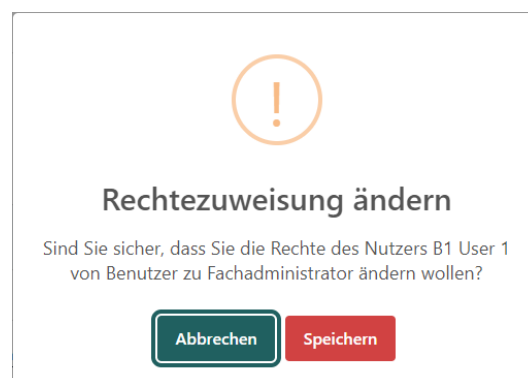 Rechtezuweisung ändern
Sind Sie sicher, dass Sie die Rechte des Nutzers B1 User 1
von Benutzer zu Fachadministrator ändern wollen?
Abbrechen Speichern